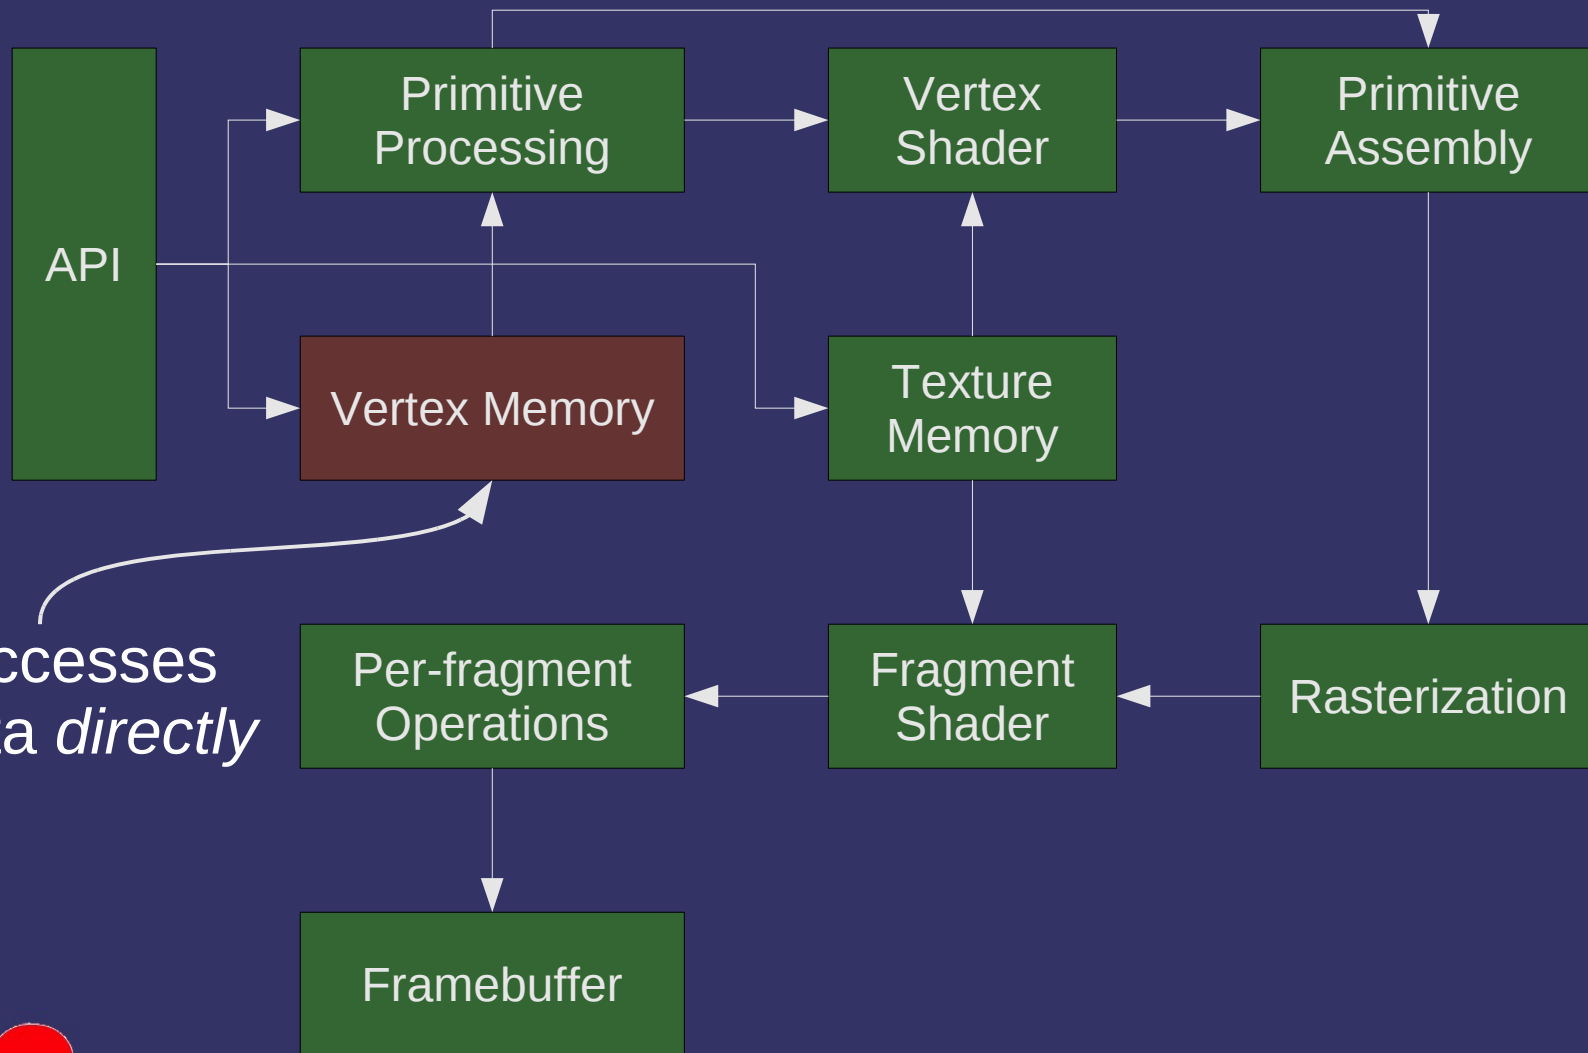 Primitive
Processing
Vertex
Shader
Primitive
Assembly
API
Vertex Memory
Texture
Memory
directly
Per-fragment
Operations
Fragment
Shader
Rasterization
Framebuffer